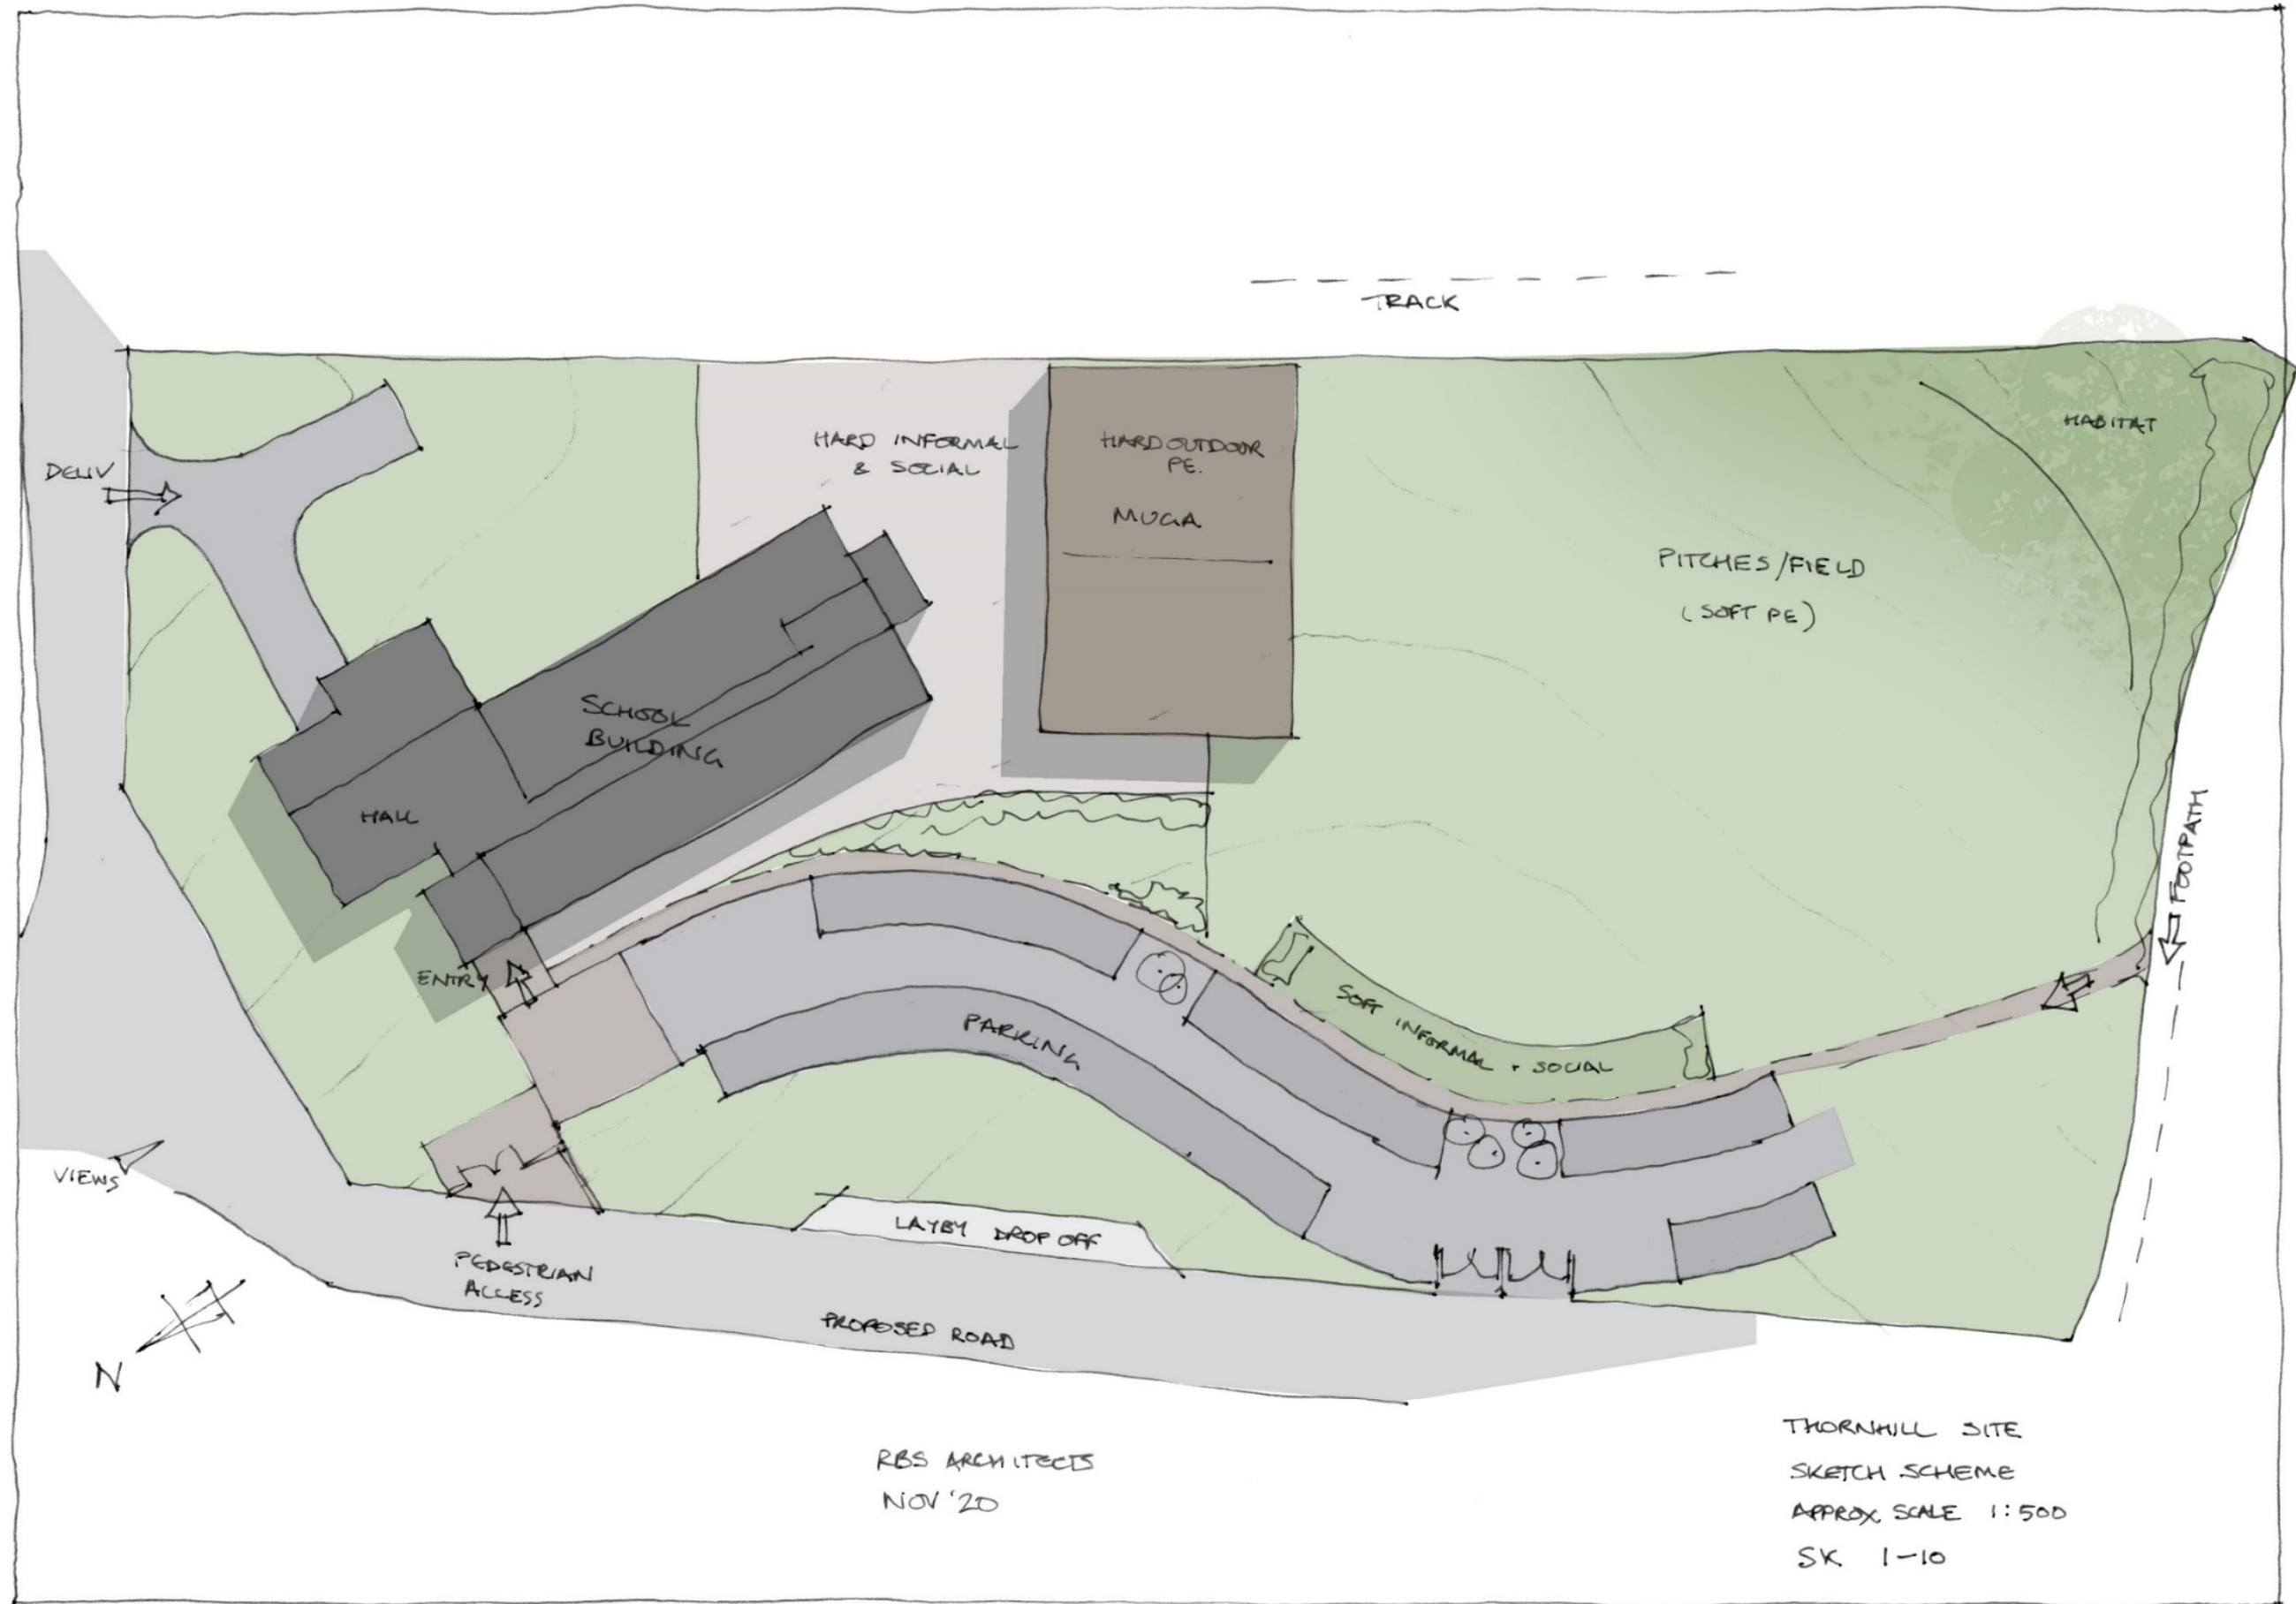 TRACK
HABITAT
HARD INFORMAL
& SOCIAL
HARD OUTDOOR
PE.
MUGA
DELIV
PITCHES/FIELD
(SOFT PE)
SCHOOL
BUILDING
HALL
FOOTPATH
ENTRY
SOFT INFORMAL + SOCIAL
PARKING
VIEWS
LAYBY DROP OFF
PEDESTRIAN
ACCESS
PROPOSED ROAD
N
RBS ARCHITECTS
NOV '20
THORNHILL SITE
SKETCH SCHEME
APPROX. SCALE 1:500
SK 1-10